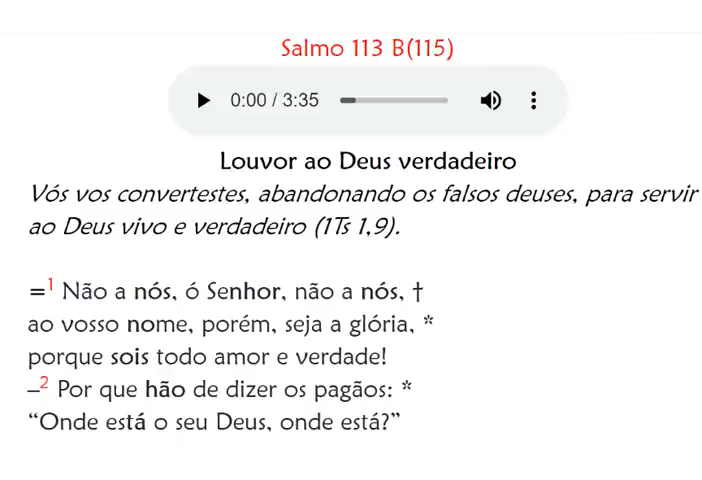 Salmo 113 B(115)
0:00 / 3:35
Louvor ao Deus verdadeiro
Vós vos convertestes, abandonando os falsos deuses, para servir
ao Deus vivo e verdadeiro (1Ts 1,9).
=1 Não a nós, ó Senhor, não a nós, †
ao vosso nome, porém, seja a glória, *
porque sois todo amor e verdade!
–2 Por que hão de dizer os pagãos: *
“Onde está o seu Deus, onde está?”